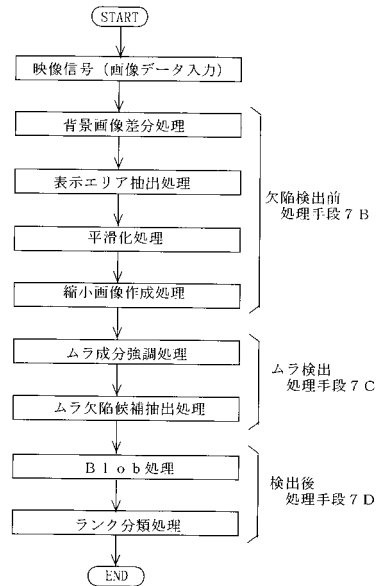 START
映像信号（画像データ入力）
背景画像差分処理
表示エリア抽出処理
平滑化処理
縮小画像作成処理
欠陥検出前
処理手段７Ｂ
ムラ成分強調処理
ムラ欠陥候補抽出処理
ムラ検出
処理手段７Ｃ
Ｂｌｏｂ処理
ランク分類処理
検出後
処理手段７Ｄ
END